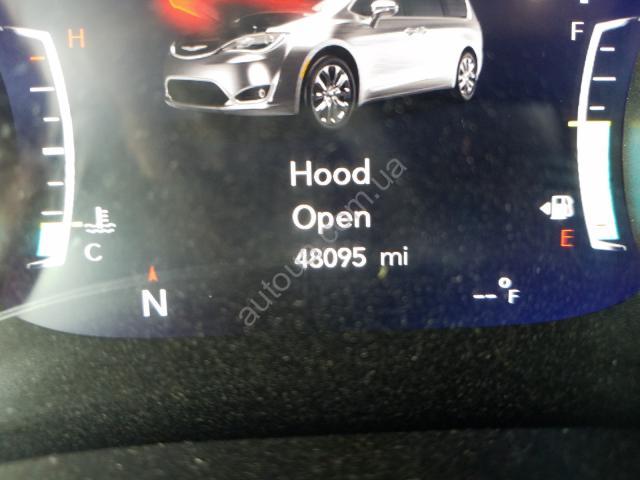 H
F
Hood
Open
48095 mi
C
E
N
--°F
autoua.com.ua